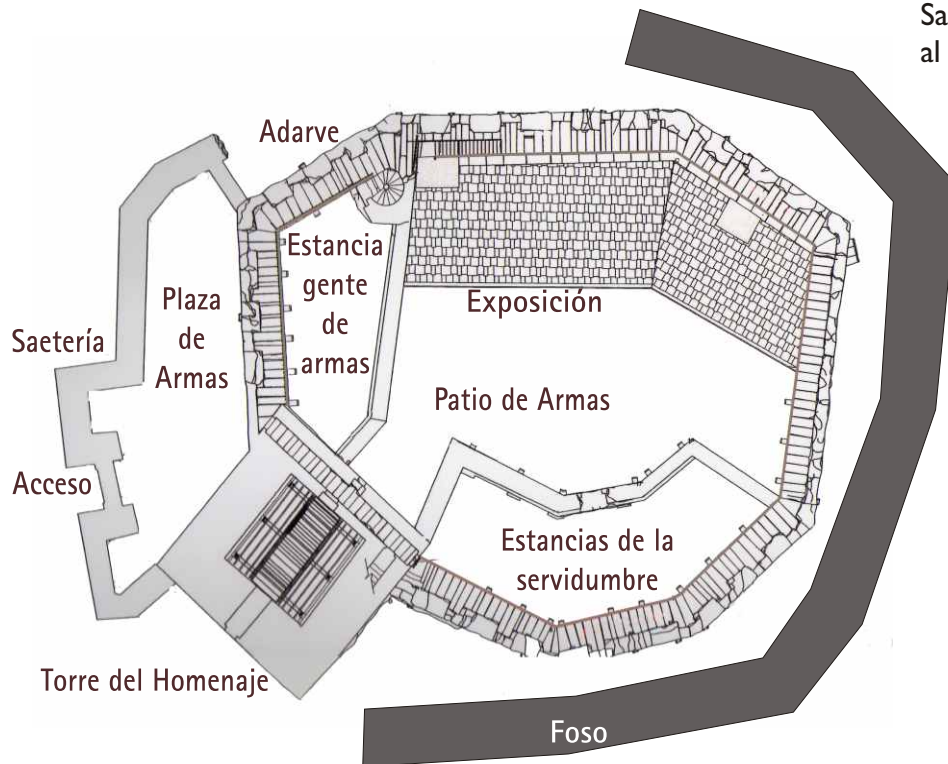 Sa
al
Adarve
Estancia
gente
de
armas
Plaza
de
Armas
Exposición
Saetería
Patio de Armas
Acceso
Estancias de la
servidumbre
Torre del Homenaje
Foso